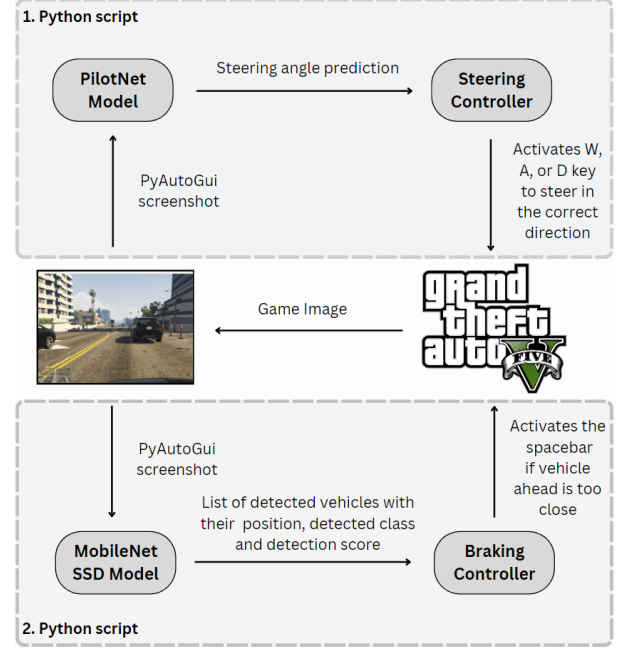 1. Python script
PilotNet
Model
Steering angle prediction
Steering
Controller
PyAutoGui
screenshot
Activates W,
A, or D key
to steer in
the correct
direction
Game Image
grand
theft
auto
V
FIVE
PyAutoGui
screenshot
List of detected vehicles with
their position, detected class
and detection score
Activates the
spacebar
if vehicle
ahead is too
close
MobileNet
SSD Model
Braking
Controller
2. Python script